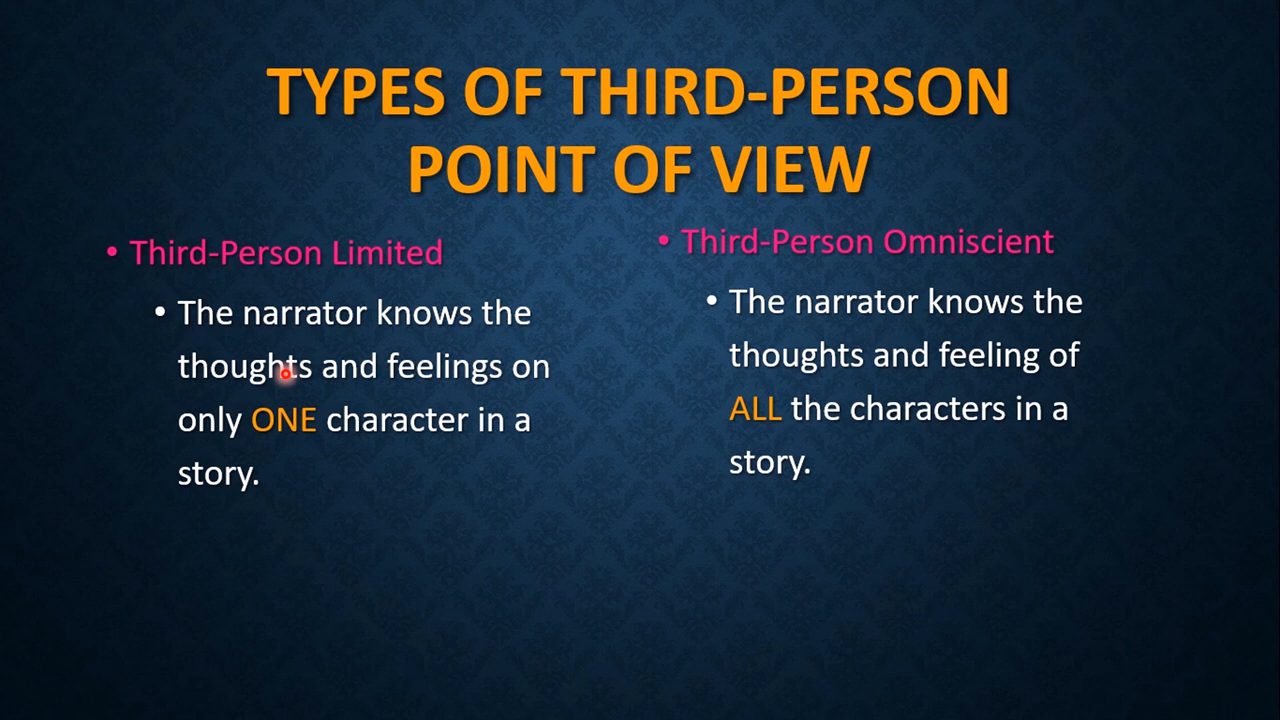 TYPES OF THIRD-PERSON
POINT OF VIEW
• Third-Person Limited
• The narrator knows the
thoughts and feelings on
only ONE character in a
story.
• Third-Person Omniscient
• The narrator knows the
thoughts and feeling of
ALL the characters in a
story.